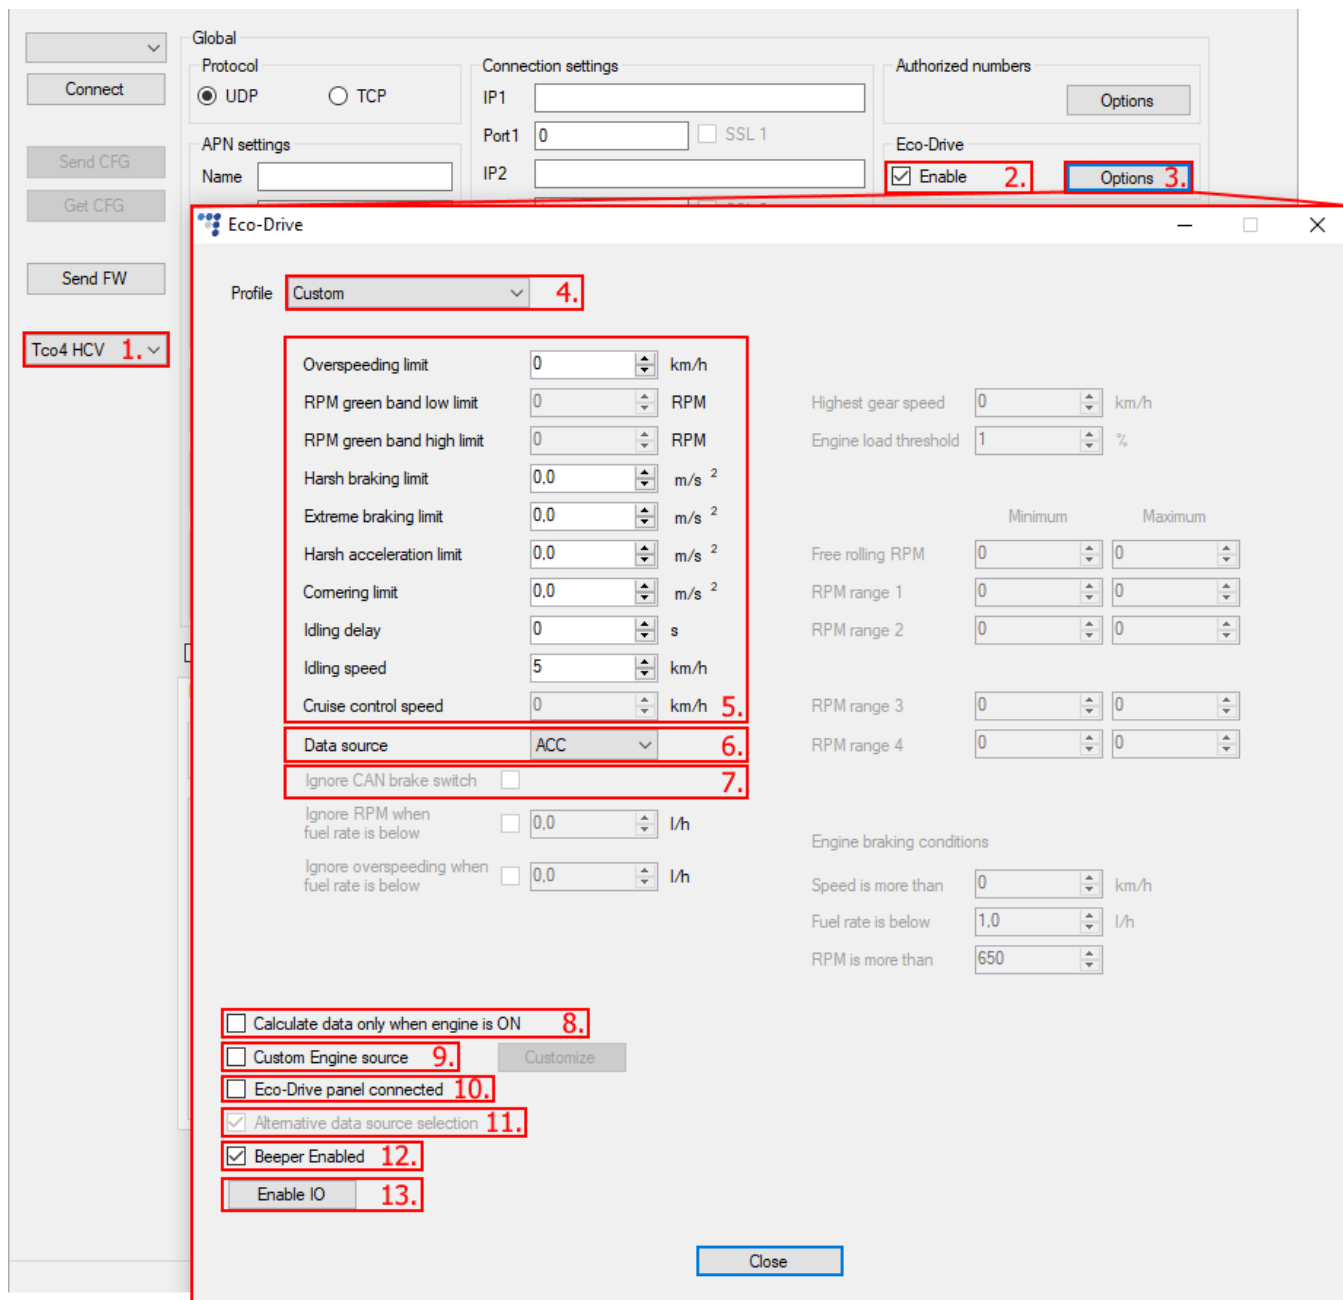 Global
Protocol
Connection settings
Authorized numbers
Connect
UDP
TCP
IP1
Options
Port1
0
SSL 1
APN settings
Eco-Drive
Send CFG
Name
IP2
Enable 2.
Options 3.
Get CFG
Eco-Drive
Send FW
Profile
Custom
4.
Tco4 HCV 1.
Overspeeding limit 0 km/h
RPM green band low limit 0 RPM
Highest gear speed 0 km/h
RPM green band high limit 0 RPM
Engine load threshold 1 %
Harsh braking limit 0,0 m/s 2
Extreme braking limit 0,0 m/s 2
Minimum Maximum
Harsh acceleration limit 0,0 m/s 2
Free rolling RPM 0 0
Cornering limit 0,0 m/s 2
RPM range 1 0 0
Idling delay 0 s
RPM range 2 0 0
Idling speed 5 km/h
Cruise control speed 0 km/h 5.
RPM range 3 0 0
Data source ACC 6.
RPM range 4 0 0
Ignore CAN brake switch 7.
Ignore RPM when
fuel rate is below 0,0 l/h
Engine braking conditions
Ignore overspeeding when
fuel rate is below 0,0 l/h
Speed is more than 0 km/h
Fuel rate is below 1,0 l/h
RPM is more than 650
Calculate data only when engine is ON 8.
Custom Engine source 9.
Customize
Eco-Drive panel connected 10.
Alternative data source selection 11.
Beeper Enabled 12.
Enable IO 13.
Close